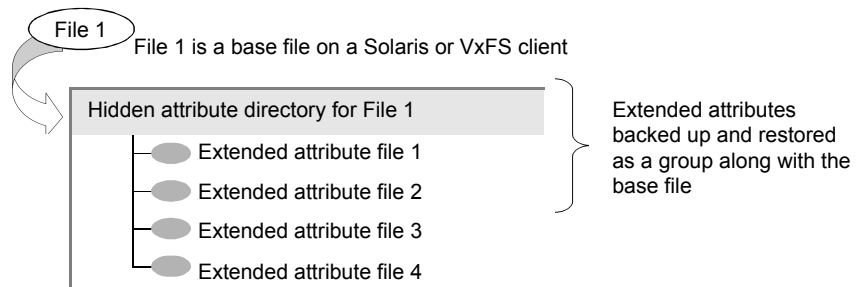 File 1
File 1 is a base file on a Solaris or VxFS client
Hidden attribute directory for File 1
Extended attribute file 1
Extended attribute file 2
Extended attribute file 3
Extended attribute file 4
Extended attributes
backed up and restored
as a group along with the
base file